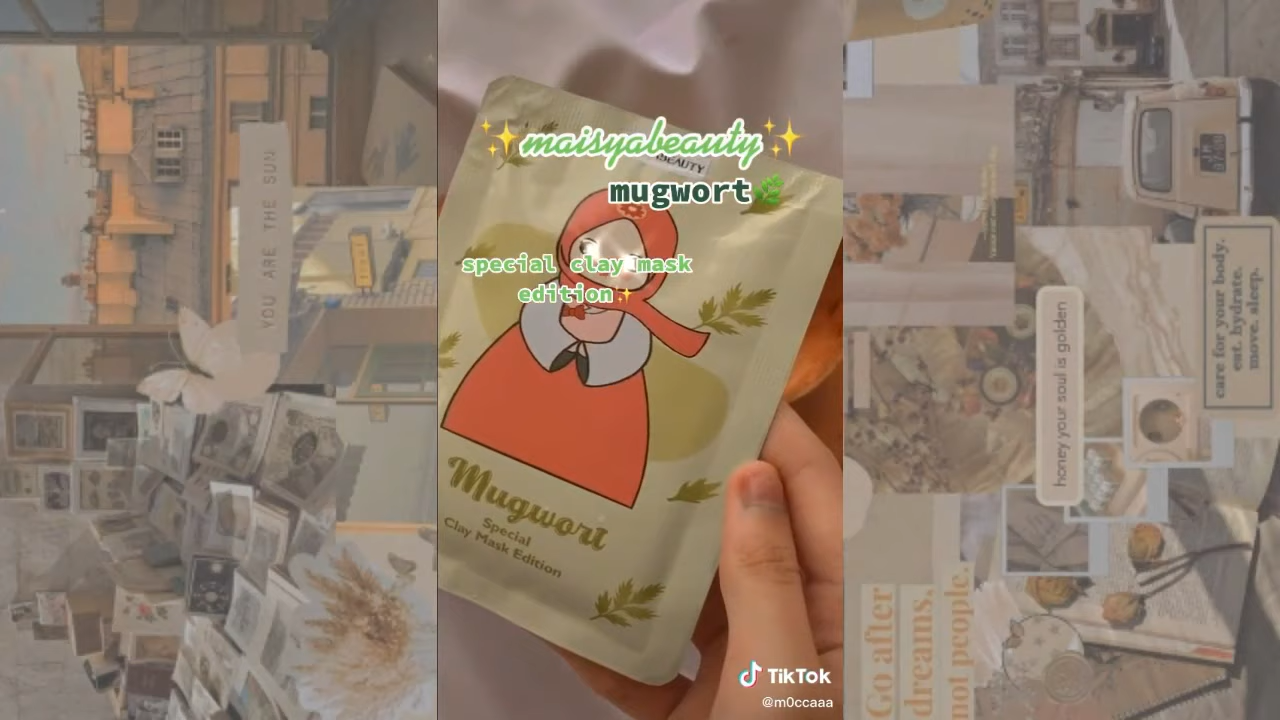 YOU ARE THE SUN
✨maisyabeauty✨
BEAUTY
mugwort🌿
special clay mask
edition✨
Mugwort
Special
Clay Mask Edition
TikTok
@m0ccaaa
care for your body.
eat. hydrate.
move. sleep.
honey your soul is golden
Go after
dreams,
not people.